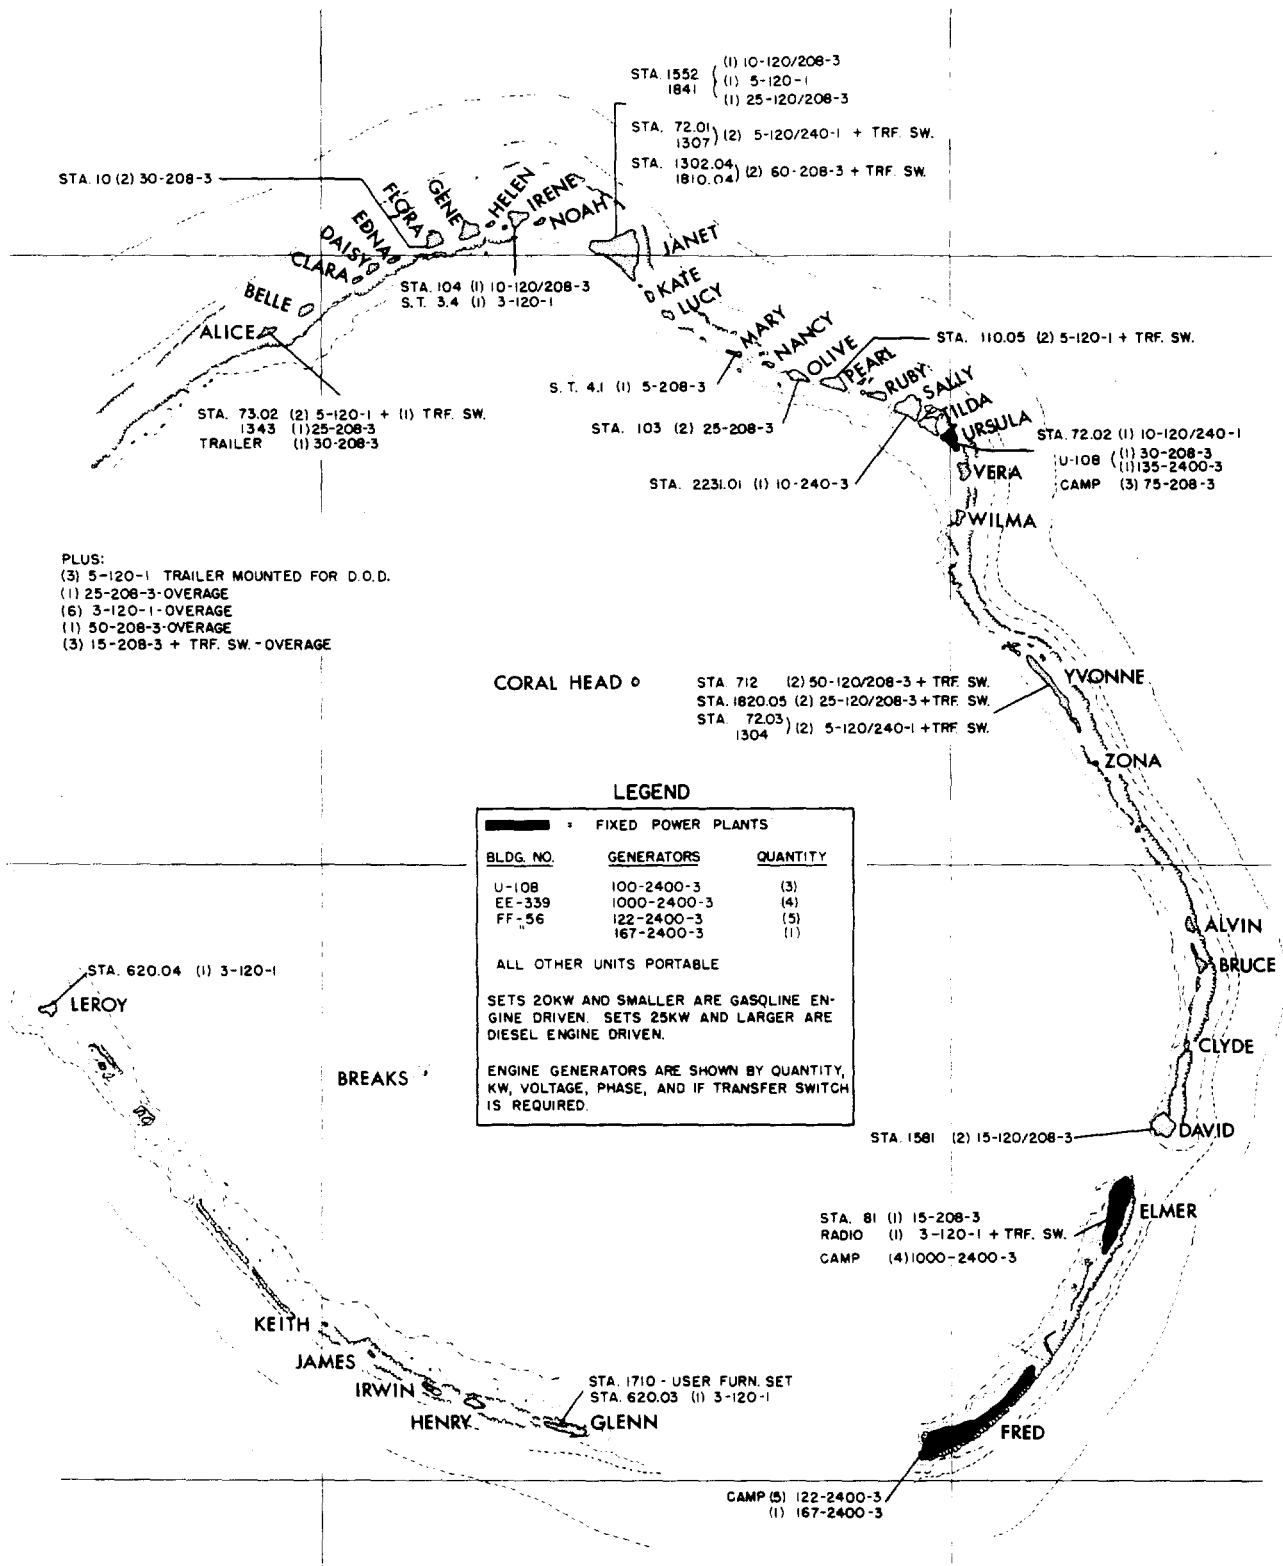 STA. 1552 (1) 10-120/208-3
1841 (1) 5-120-1
(1) 25-120/208-3
STA. 72.01
1307 (2) 5-120/240-1 + TRF. SW.
STA. 1302.04
1810.04 (2) 60-208-3 + TRF. SW.
STA. 10 (2) 30-208-3
FLORA
GENE
HELEN
IRENE
NOAH
EDNA
DAISY
CLARA
BELLE
ALICE
JANET
KATE
LUCY
MARY
NANCY
OLIVE
PEARL
RUBY
SALLY
TILDA
URSULA
VERA
WILMA
STA. 104 (1) 10-120/208-3
S.T. 3.4 (1) 3-120-1
STA. 110.05 (2) 5-120-1 + TRF. SW.
S.T. 4.1 (1) 5-208-3
STA. 73.02 (2) 5-120-1 + (1) TRF. SW.
1343 (1) 25-208-3
TRAILER (1) 30-208-3
STA. 103 (2) 25-208-3
STA. 72.02 (1) 10-120/240-1
U-108 (1) 30-208-3
(1) 135-2400-3
CAMP (3) 75-208-3
STA. 2231.01 (1) 10-240-3
PLUS:
(3) 5-120-1 TRAILER MOUNTED FOR D.O.D.
(1) 25-208-3-OVERAGE
(6) 3-120-1-OVERAGE
(1) 50-208-3-OVERAGE
(3) 15-208-3 + TRF. SW. - OVERAGE
CORAL HEAD
STA. 712 (2) 50-120/208-3 + TRF. SW.
STA. 1820.05 (2) 25-120/208-3 + TRF. SW.
STA. 72.03
1304 (2) 5-120/240-1 + TRF. SW.
YVONNE
ZONA
LEGEND
= FIXED POWER PLANTS
BLDG. NO. GENERATORS QUANTITY
U-108 100-2400-3 (3)
EE-339 1000-2400-3 (4)
FF-56 122-2400-3 (5)
" 167-2400-3 (1)
ALL OTHER UNITS PORTABLE
SETS 20KW AND SMALLER ARE GASOLINE EN-
GINE DRIVEN. SETS 25KW AND LARGER ARE
DIESEL ENGINE DRIVEN.
ENGINE GENERATORS ARE SHOWN BY QUANTITY,
KW, VOLTAGE, PHASE, AND IF TRANSFER SWITCH
IS REQUIRED.
ALVIN
BRUCE
CLYDE
DAVID
STA. 620.04 (1) 3-120-1
LEROY
BREAKS
STA. 1581 (2) 15-120/208-3
ELMER
STA. 81 (1) 15-208-3
RADIO (1) 3-120-1 + TRF. SW.
CAMP (4) 1000-2400-3
KEITH
JAMES
IRWIN
HENRY
GLENN
STA. 1710 - USER FURN. SET
STA. 620.03 (1) 3-120-1
FRED
CAMP (5) 122-2400-3
(1) 167-2400-3